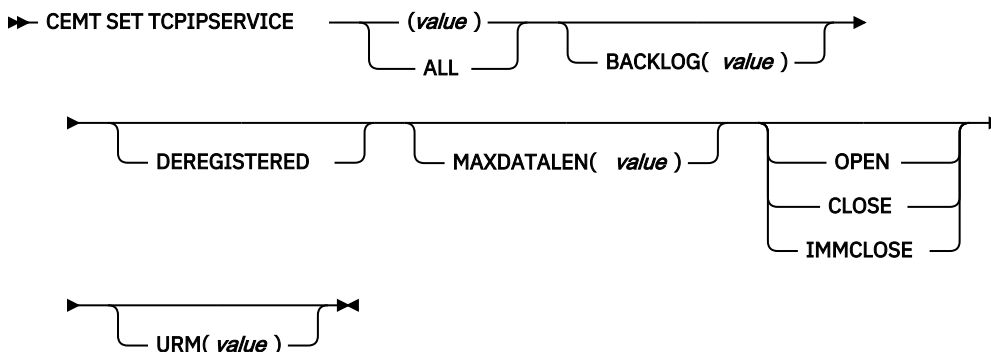 CEMT SET TCPIPSERVICE (value)
ALL
BACKLOG( value )
DEREGISTERED
MAXDATALEN( value )
OPEN
CLOSE
IMMCLOSE
URM( value )